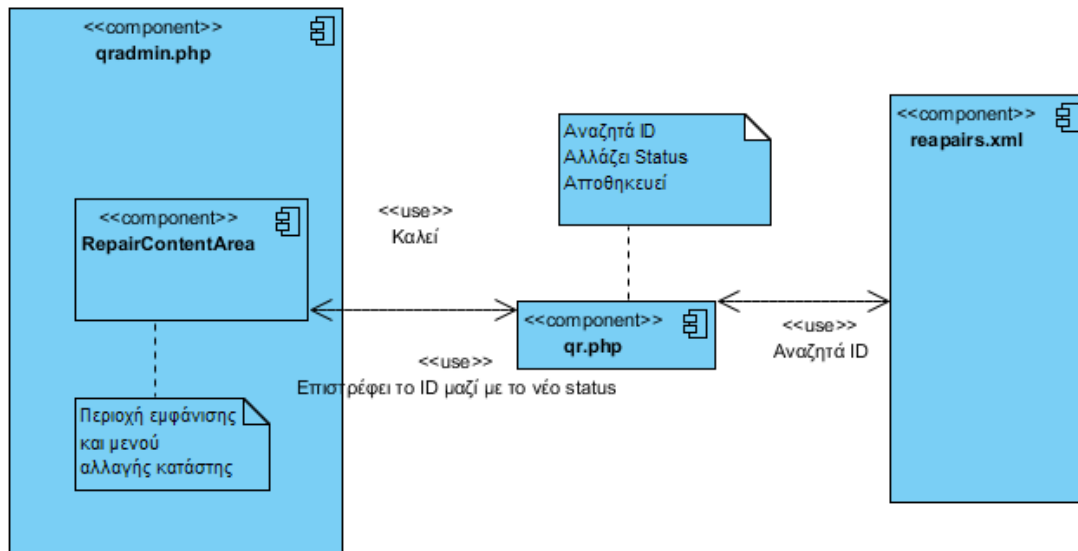 <<component>>
qradmin.php
<<component>>
RepairContentArea
Περιοχή εμφάνισης
και μενού
αλλαγής κατάστης
<<use>>
Καλεί
<<use>>
Επιστρέφει το ID μαζί με το νέο status
Αναζητά ID
Αλλάζει Status
Αποθηκευεί
<<component>>
qr.php
<<use>>
Αναζητά ID
<<component>>
reapairs.xml